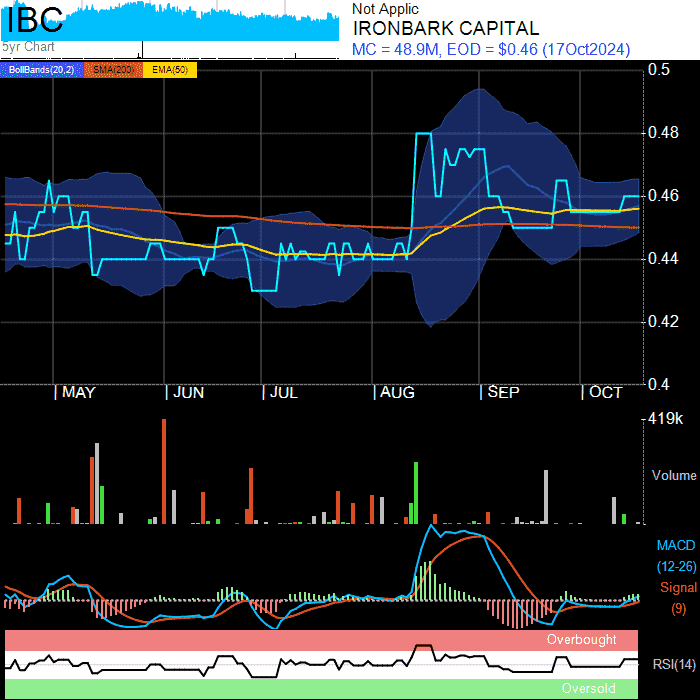 IBC
5yr Chart
Not Applic
IRONBARK CAPITAL
MC = 48.9M, EOD = $0.46 (17Oct2024)
BollBands(20,2) SMA(200) EMA(50)
0.5
0.48
0.46
0.44
0.42
0.4
MAY JUN JUL AUG SEP OCT
419k
Volume
MACD
(12-26)
Signal
(9)
Overbought
RSI(14)
Oversold